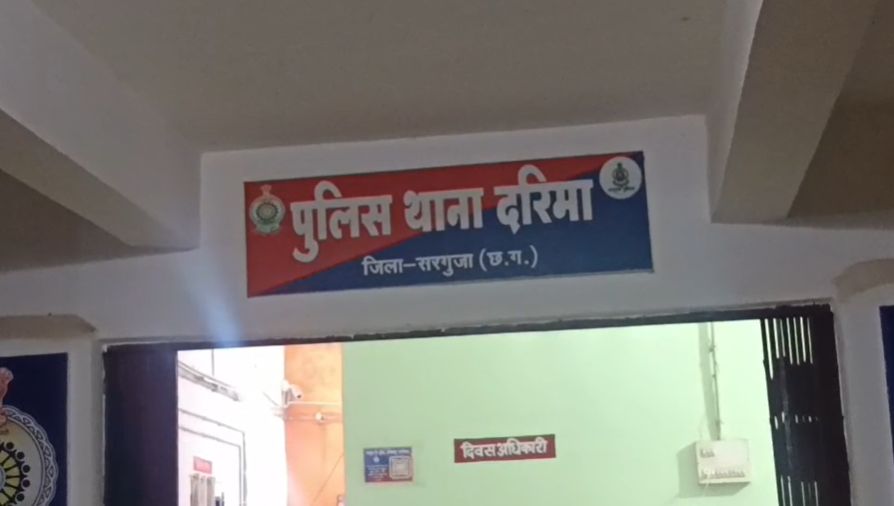 पुलिस थाना दरिमा
जिला-सरगुजा (छ.ग.)
दिवस अधिकारी